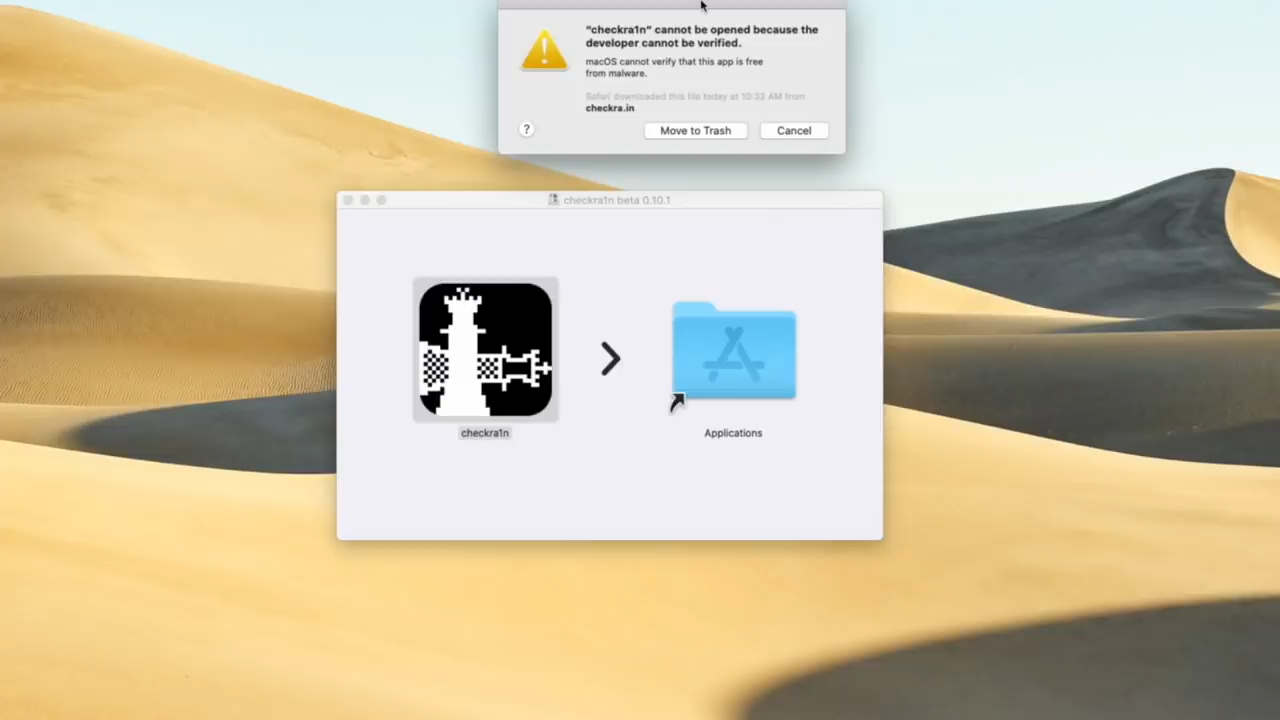 "checkra1n" cannot be opened because the
developer cannot be verified.
macOS cannot verify that this app is free
from malware.
Safari downloaded this file today at 10:32 AM from
checkra.in
?
Move to Trash
Cancel
checkra1n beta 0.10.1
checkra1n
Applications